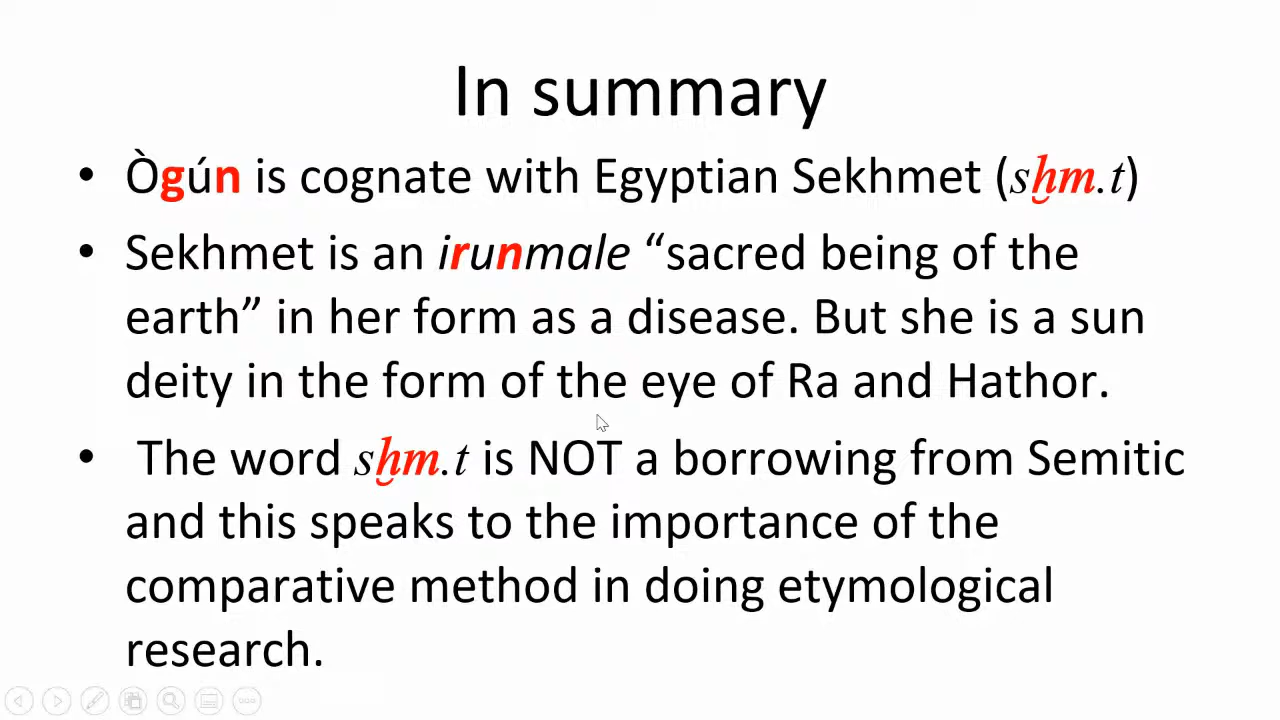 In summary
• Ògún is cognate with Egyptian Sekhmet (sḫm.t)
• Sekhmet is an irunmale “sacred being of the
earth” in her form as a disease. But she is a sun
deity in the form of the eye of Ra and Hathor.
• The word sḫm.t is NOT a borrowing from Semitic
and this speaks to the importance of the
comparative method in doing etymological
research.